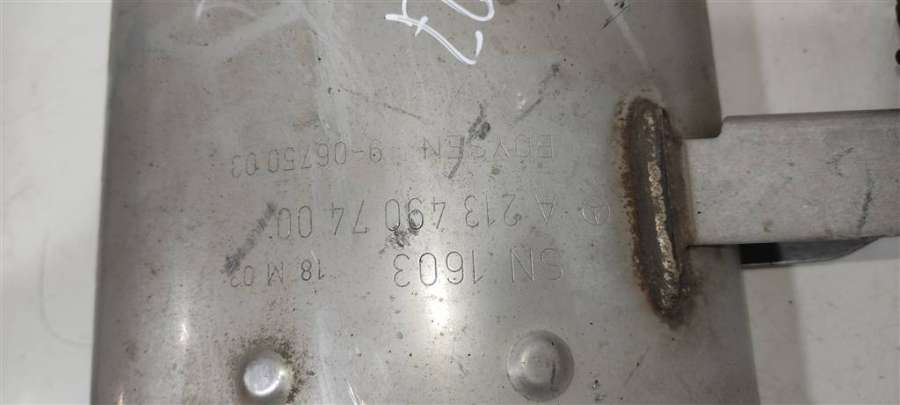 SN 1603 18 M 03
A 213 490 74 00
BOYSEN 9-06750 03